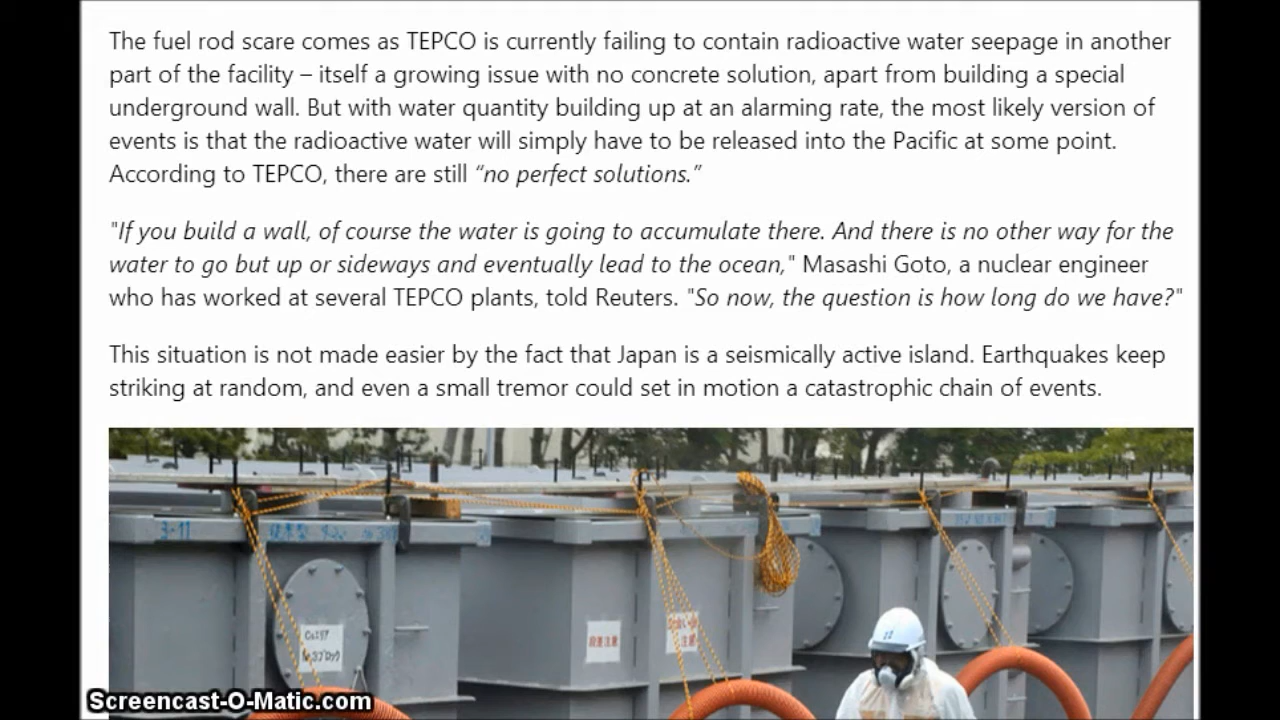 The fuel rod scare comes as TEPCO is currently failing to contain radioactive water seepage in another
part of the facility – itself a growing issue with no concrete solution, apart from building a special
underground wall. But with water quantity building up at an alarming rate, the most likely version of
events is that the radioactive water will simply have to be released into the Pacific at some point.
According to TEPCO, there are still “no perfect solutions.”
"If you build a wall, of course the water is going to accumulate there. And there is no other way for the
water to go but up or sideways and eventually lead to the ocean," Masashi Goto, a nuclear engineer
who has worked at several TEPCO plants, told Reuters. "So now, the question is how long do we have?"
This situation is not made easier by the fact that Japan is a seismically active island. Earthquakes keep
striking at random, and even a small tremor could set in motion a catastrophic chain of events.
段差注意
Screencast-O-Matic.com